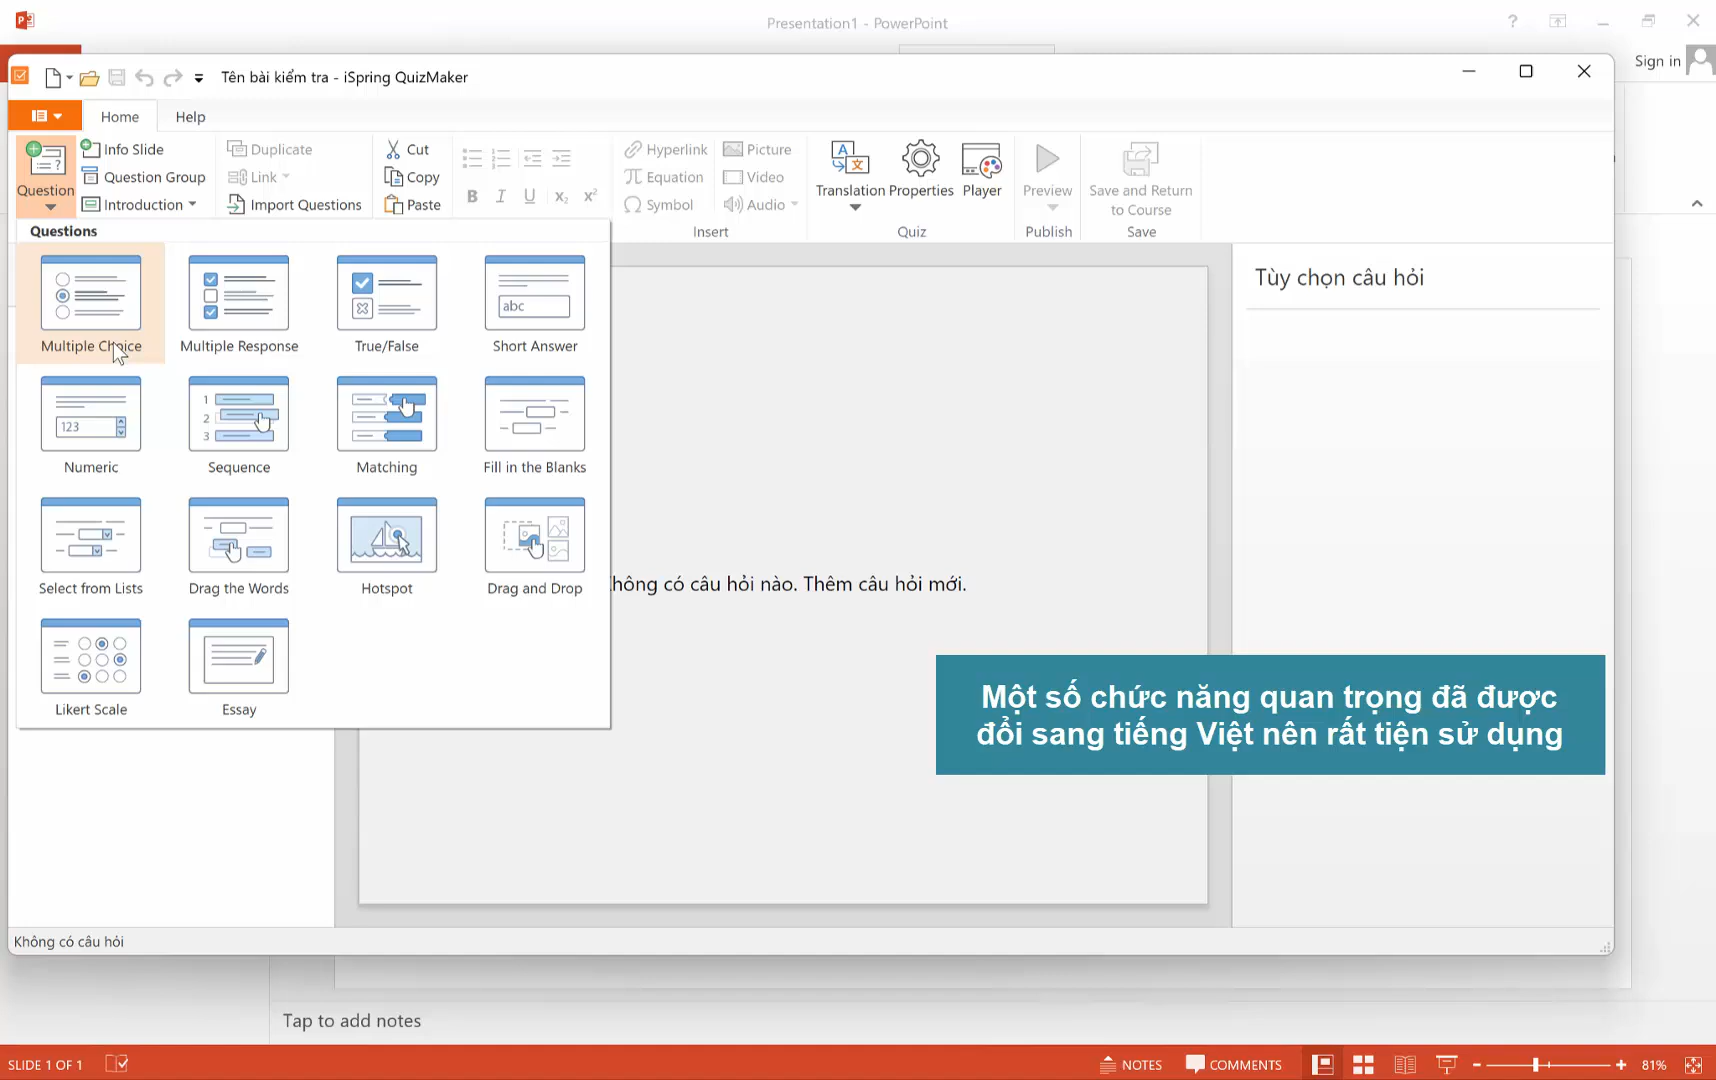 Presentation1 - PowerPoint
Sign in
Tên bài kiểm tra - iSpring QuizMaker
Home
Help
Question
Info Slide
Question Group
Introduction
Duplicate
Link
Import Questions
Cut
Copy
Paste
Hyperlink
Equation
Symbol
Picture
Video
Audio
Insert
Translation
Properties
Player
Quiz
Preview
Publish
Save and Return
to Course
Save
Questions
Multiple Choice
Multiple Response
True/False
abc
Short Answer
123
Numeric
1
2
3
Sequence
Matching
Fill in the Blanks
Select from Lists
Drag the Words
Hotspot
Drag and Drop
Likert Scale
Essay
hông có câu hỏi nào. Thêm câu hỏi mới.
Tùy chọn câu hỏi
Một số chức năng quan trọng đã được
đổi sang tiếng Việt nên rất tiện sử dụng
Không có câu hỏi
Tap to add notes
SLIDE 1 OF 1
NOTES
COMMENTS
81%